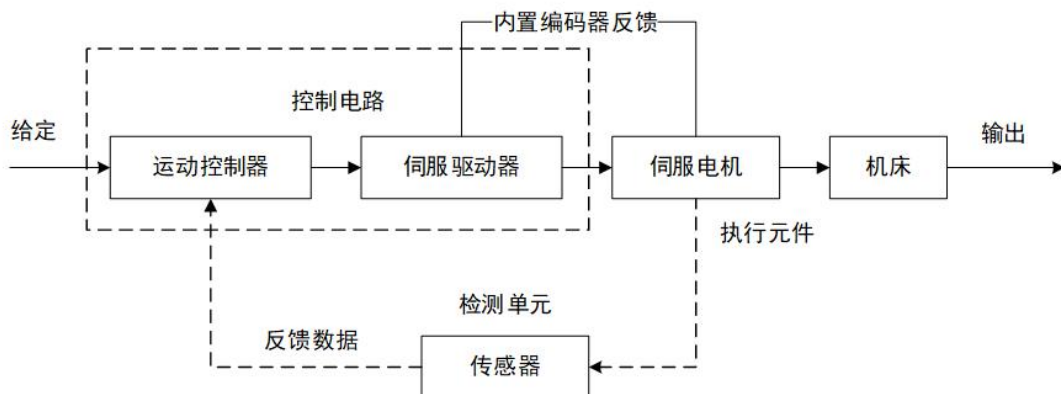 内置编码器反馈
控制电路
给定
运动控制器
伺服驱动器
伺服电机
机床
输出
执行元件
检测单元
反馈数据
传感器